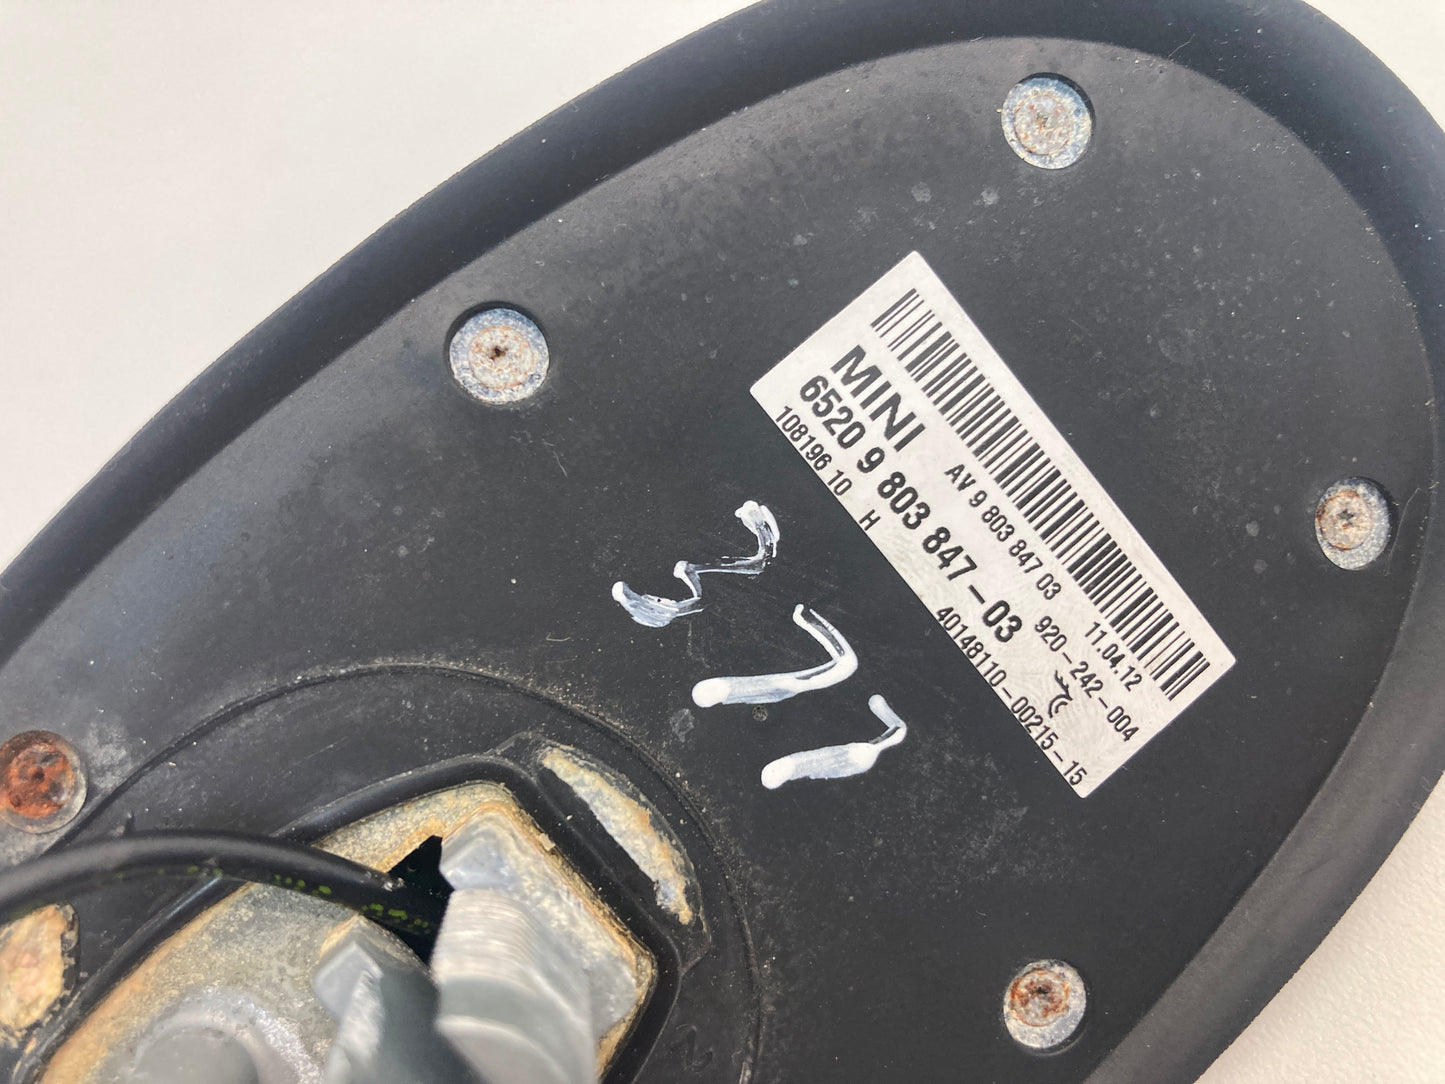 MINI
AV 9 803 847 03
11.04.12
6520 9 803 847-03
920-242-004
108196 10 H
40148110-00215-15
377